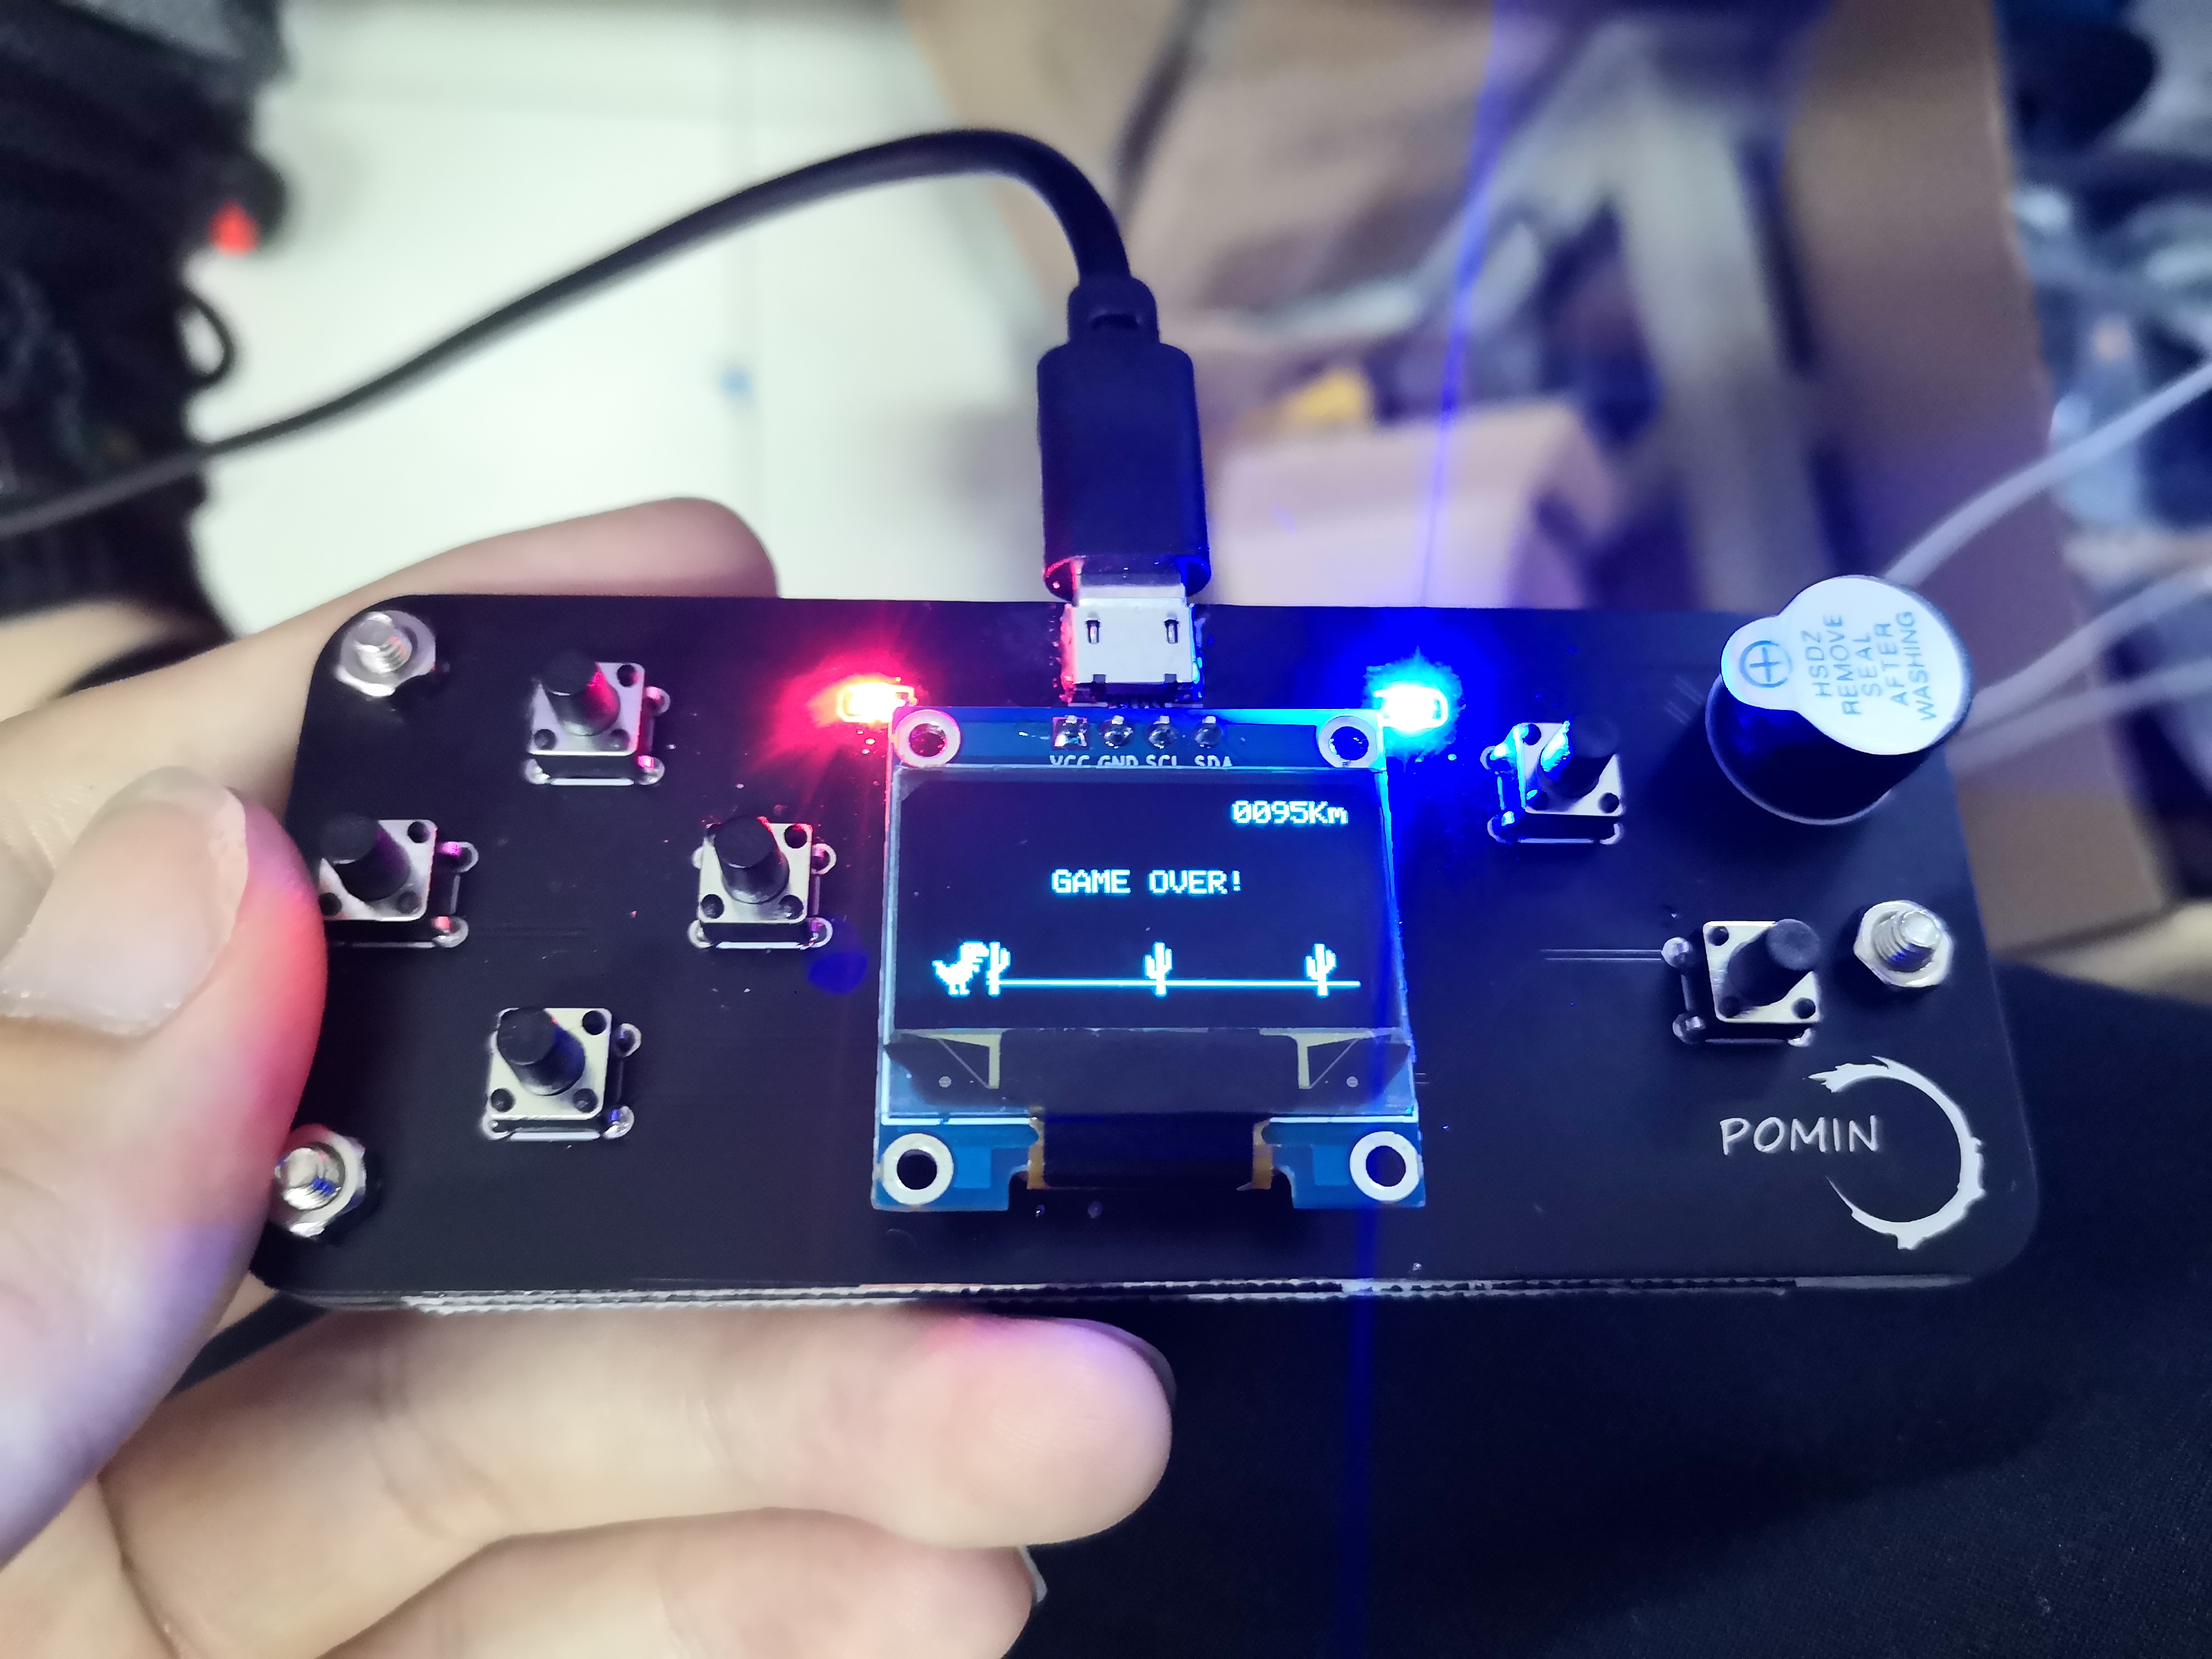 HSDZ
REMOVE
SEAL
AFTER
WASHING
VCC GND SCL SDA
0095Km
GAME OVER!
POMIN